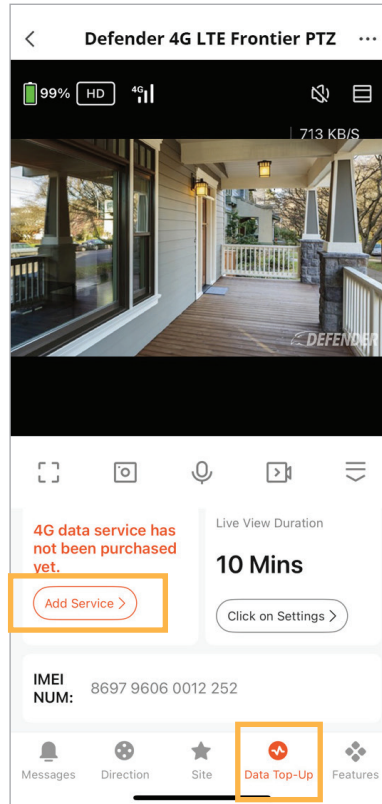 Defender 4G LTE Frontier PTZ
99% HD 4G
713 KB/S
DEFENDER
4G data service has
not been purchased
yet.
Add Service >
Live View Duration
10 Mins
Click on Settings >
IMEI
NUM:
8697 9606 0012 252
Messages Direction Site Data Top-Up Features